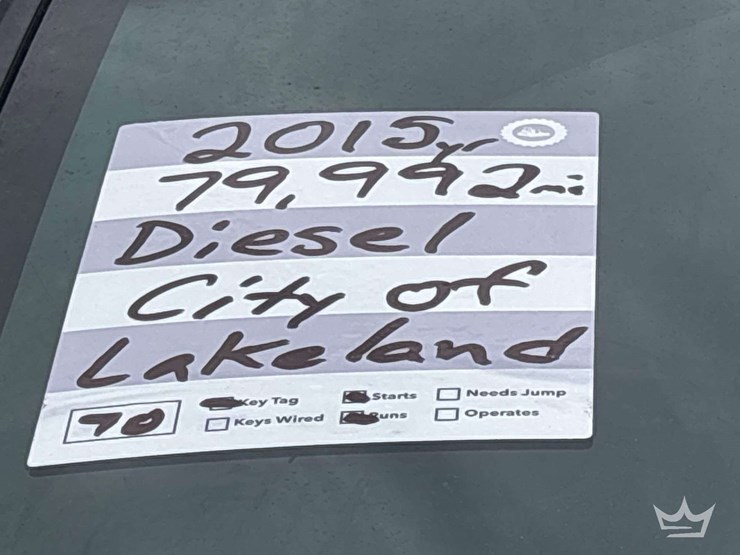 2015yr
79,992mi
Diesel
City of
Lakeland
70
Key Tag Starts Needs Jump
Keys Wired Runs Operates